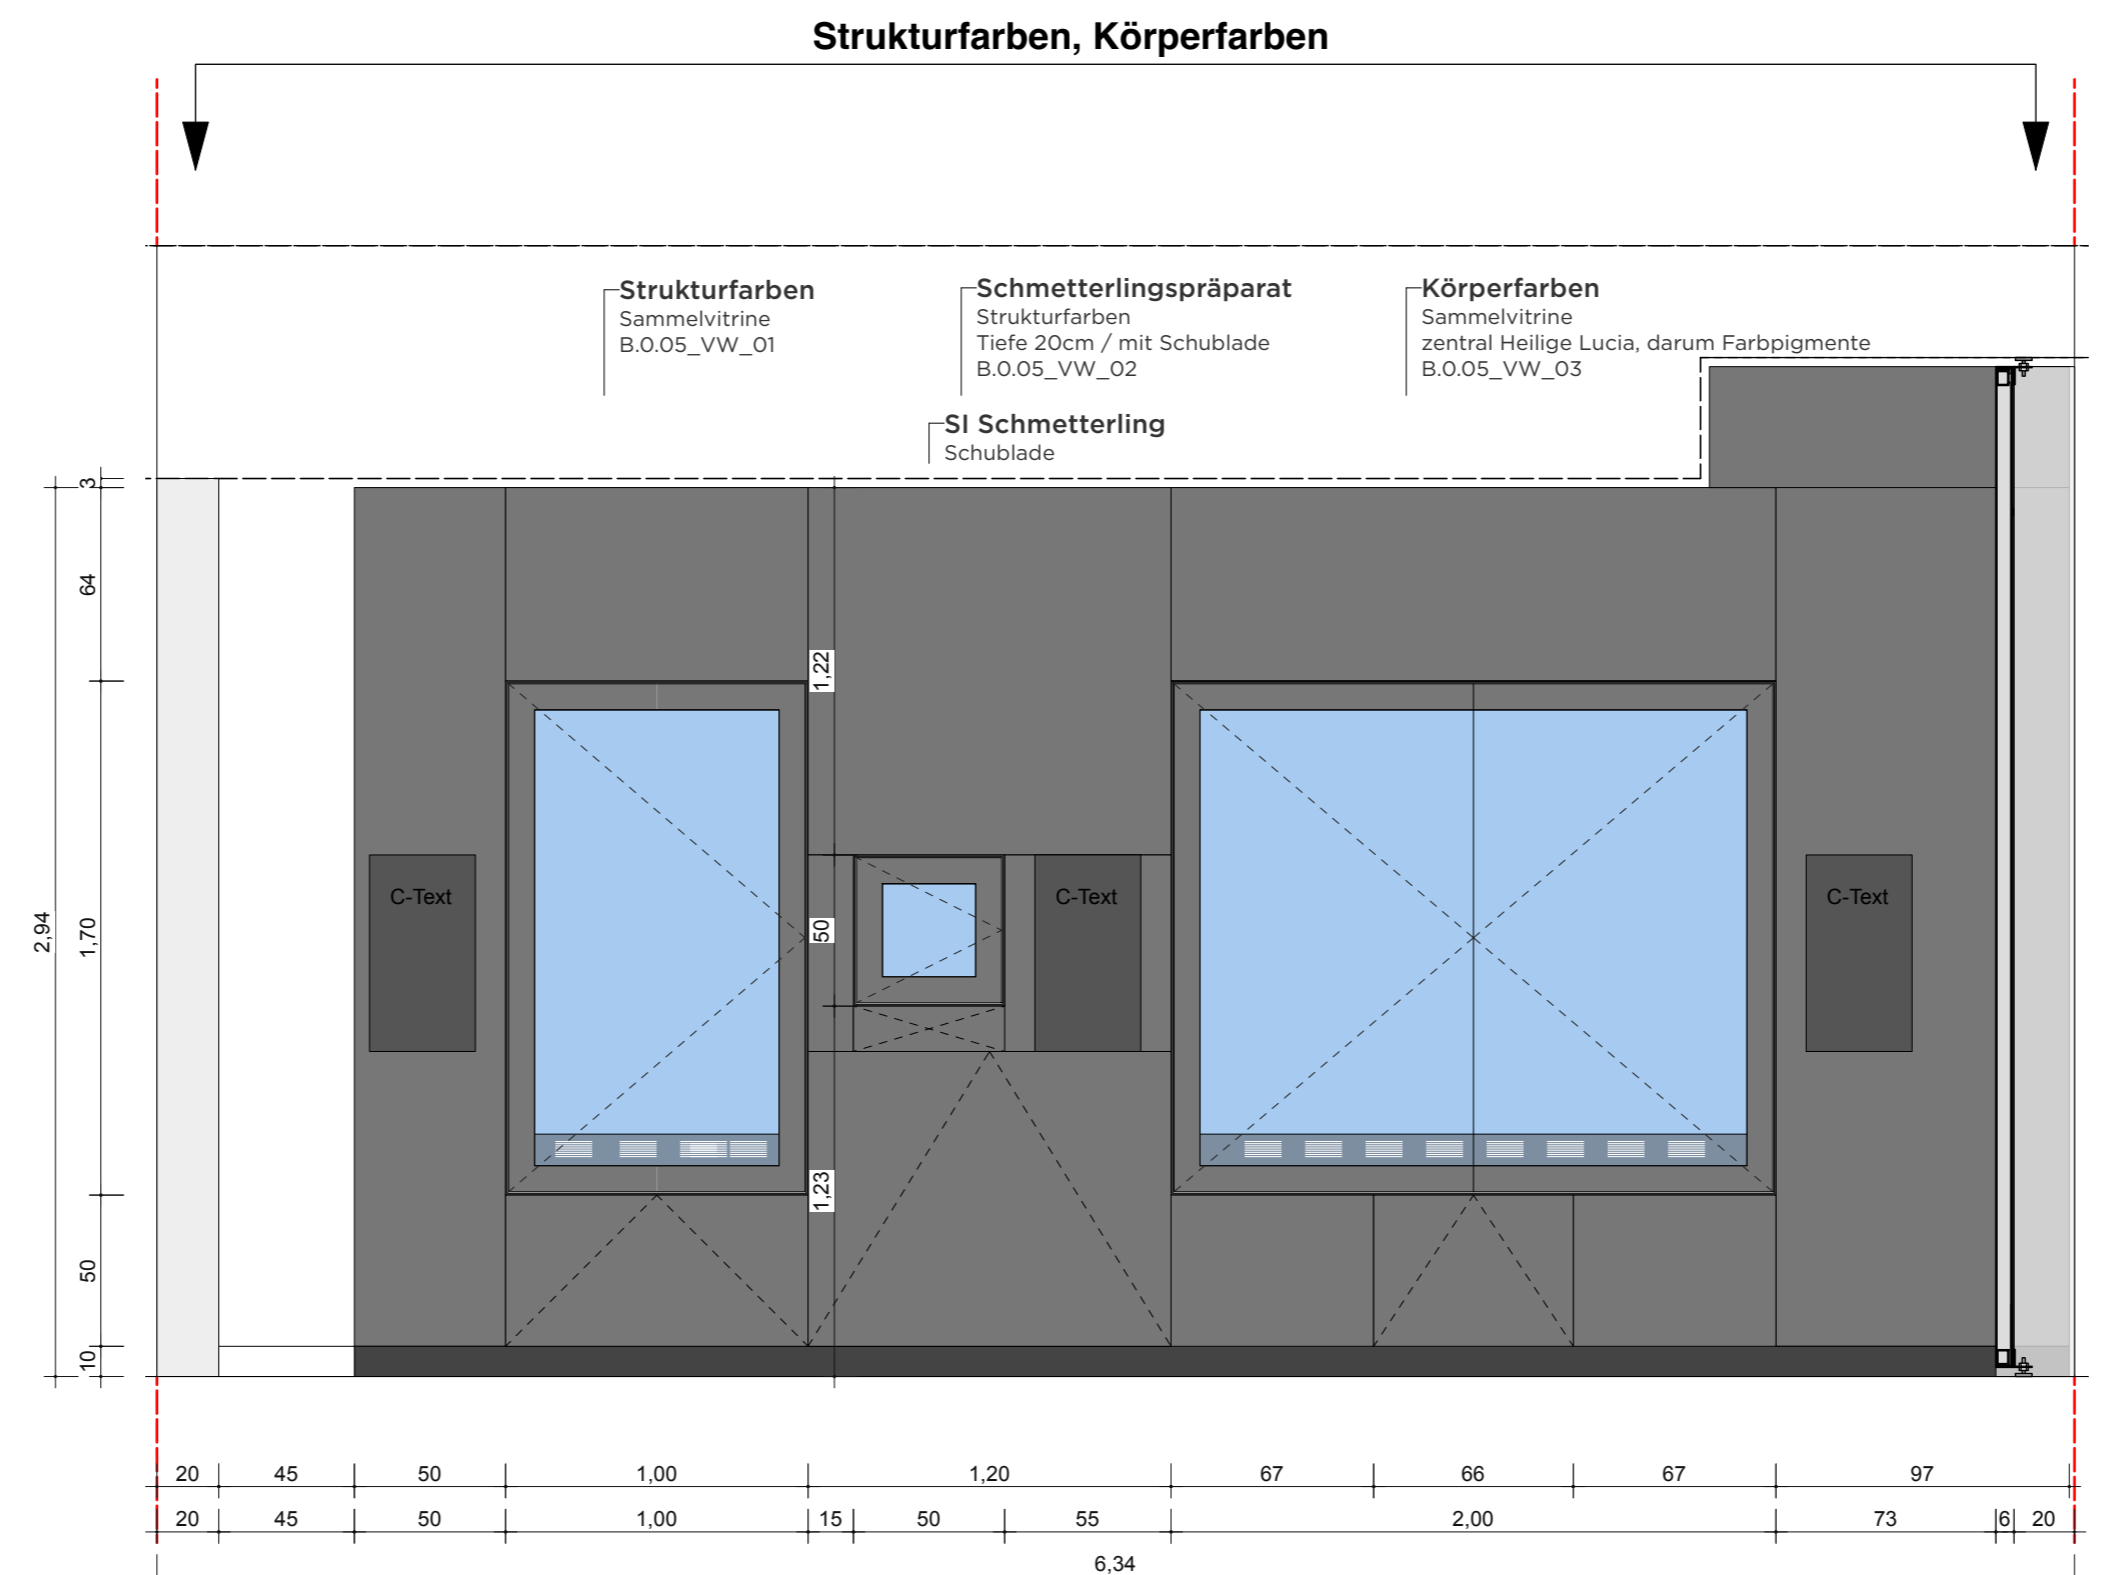 Strukturfarben, Körperfarben
Strukturfarben
Sammelvitrine
B.0.05_VW_01
Schmetterlingspräparat
Strukturfarben
Tiefe 20cm / mit Schublade
B.0.05_VW_02
Körperfarben
Sammelvitrine
zentral Heilige Lucia, darum Farbpigmente
B.0.05_VW_03
SI Schmetterling
Schublade
3
64
1,70
50
10
2,94
1,22
50
1,23
C-Text
C-Text
C-Text
20 45 50 1,00 1,20 67 66 67 97
20 45 50 1,00 15 50 55 2,00 73 6 20
6,34